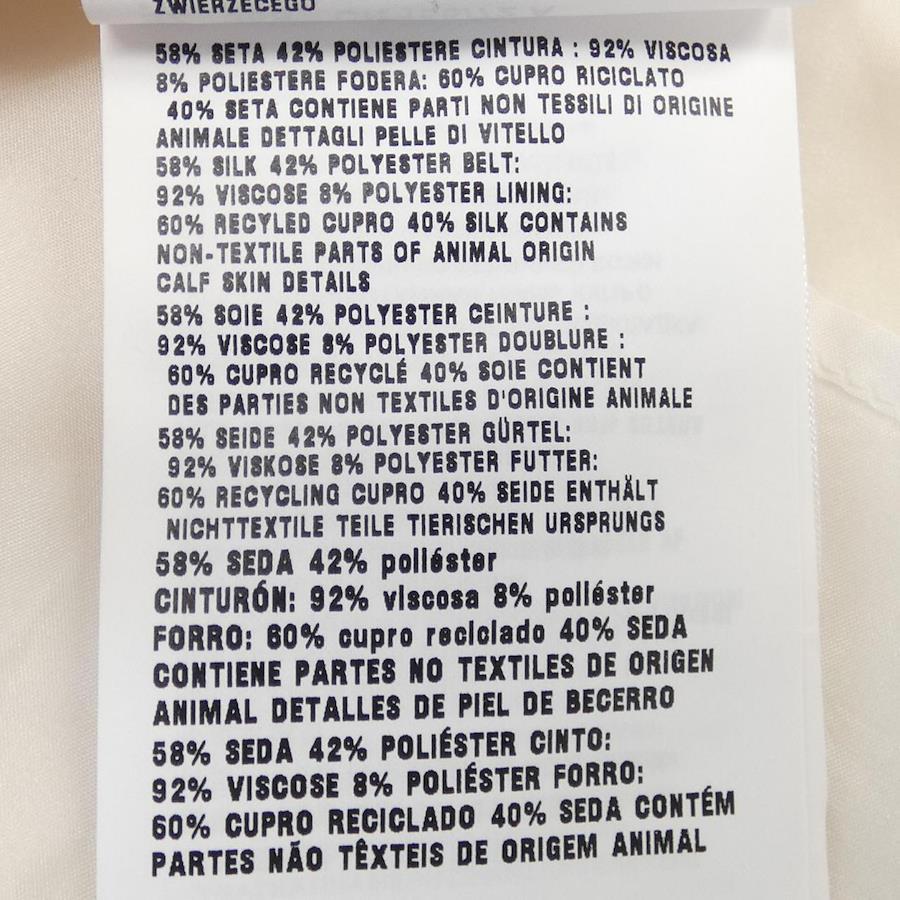 ZWIERZĘCEGO
58% SETA 42% POLIESTERE CINTURA : 92% VISCOSA
8% POLIESTERE FODERA: 60% CUPRO RICICLATO
40% SETA CONTIENE PARTI NON TESSILI DI ORIGINE
ANIMALE DETTAGLI PELLE DI VITELLO
58% SILK 42% POLYESTER BELT:
92% VISCOSE 8% POLYESTER LINING:
60% RECYLED CUPRO 40% SILK CONTAINS
NON-TEXTILE PARTS OF ANIMAL ORIGIN
CALF SKIN DETAILS
58% SOIE 42% POLYESTER CEINTURE :
92% VISCOSE 8% POLYESTER DOUBLURE :
60% CUPRO RECYCLÉ 40% SOIE CONTIENT
DES PARTIES NON TEXTILES D'ORIGINE ANIMALE
58% SEIDE 42% POLYESTER GÜRTEL:
92% VISKOSE 8% POLYESTER FUTTER:
60% RECYCLING CUPRO 40% SEIDE ENTHÄLT
NICHTTEXTILE TEILE TIERISCHEN URSPRUNGS
58% SEDA 42% poliéster
CINTURÓN: 92% viscosa 8% poliéster
FORRO: 60% cupro reciclado 40% SEDA
CONTIENE PARTES NO TEXTILES DE ORIGEN
ANIMAL DETALLES DE PIEL DE BECERRO
58% SEDA 42% POLIÉSTER CINTO:
92% VISCOSE 8% POLIÉSTER FORRO:
60% CUPRO RECICLADO 40% SEDA CONTÉM
PARTES NÃO TÊXTEIS DE ORIGEM ANIMAL